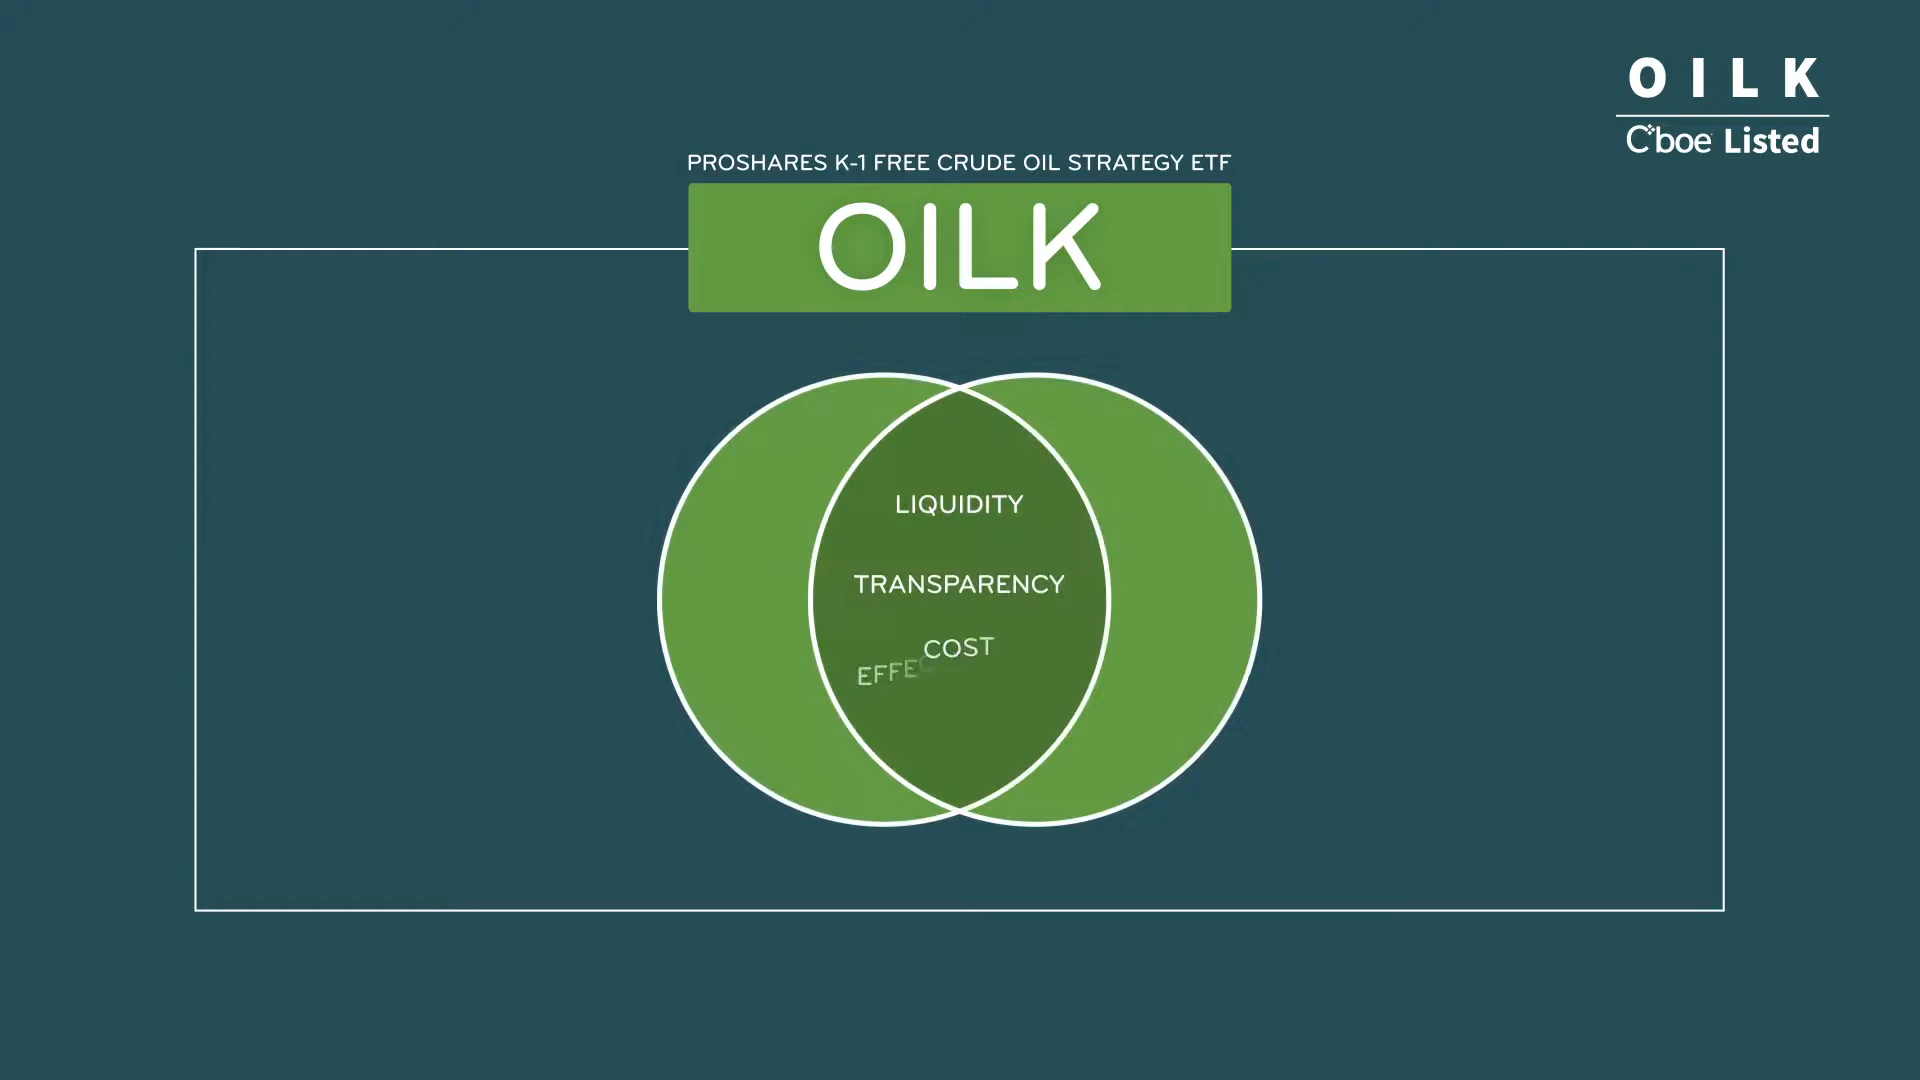 OILK
Cboe Listed
PROSHARES K-1 FREE CRUDE OIL STRATEGY ETF
OILK
LIQUIDITY
TRANSPARENCY
COST